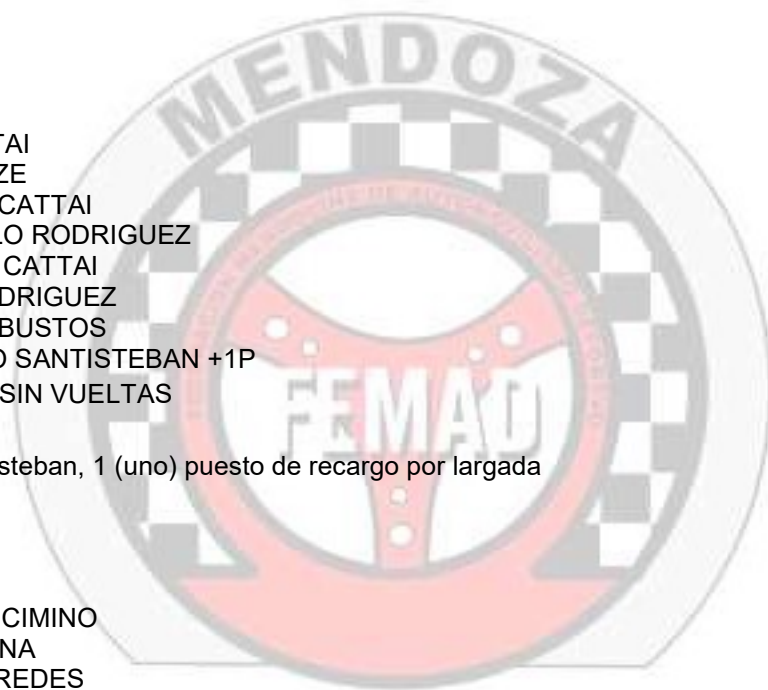 MENDOZA
TAI
ZE
CATTAI
LO RODRIGUEZ
CATTAI
DRIGUEZ
BUSTOS
O SANTISTEBAN +1P
SIN VUELTAS
FEMAD
steban, 1 (uno) puesto de recargo por largada
CIMINO
NA
REDES